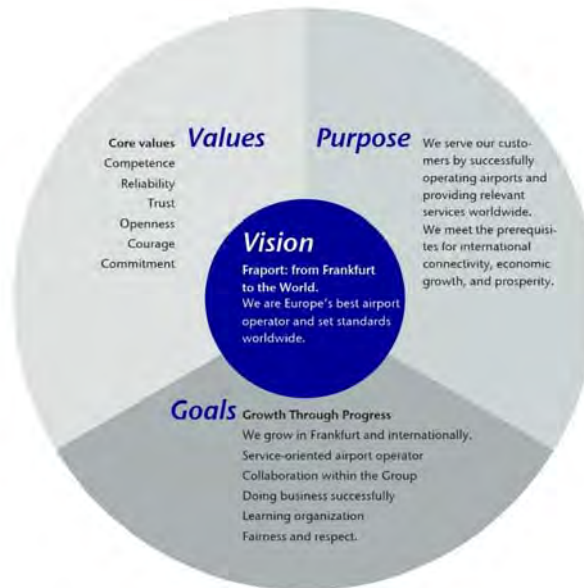 Values
Core values
Competence
Reliability
Trust
Openness
Courage
Commitment
Purpose
We serve our custo-
mers by successfully
operating airports and
providing relevant
services worldwide.
We meet the prerequisi-
tes for international
connectivity, economic
growth, and prosperity.
Vision
Fraport: from Frankfurt
to the World.
We are Europe's best airport
operator and set standards
worldwide.
Goals
Growth Through Progress
We grow in Frankfurt and internationally.
Service-oriented airport operator
Collaboration within the Group
Doing business successfully
Learning organization
Fairness and respect.